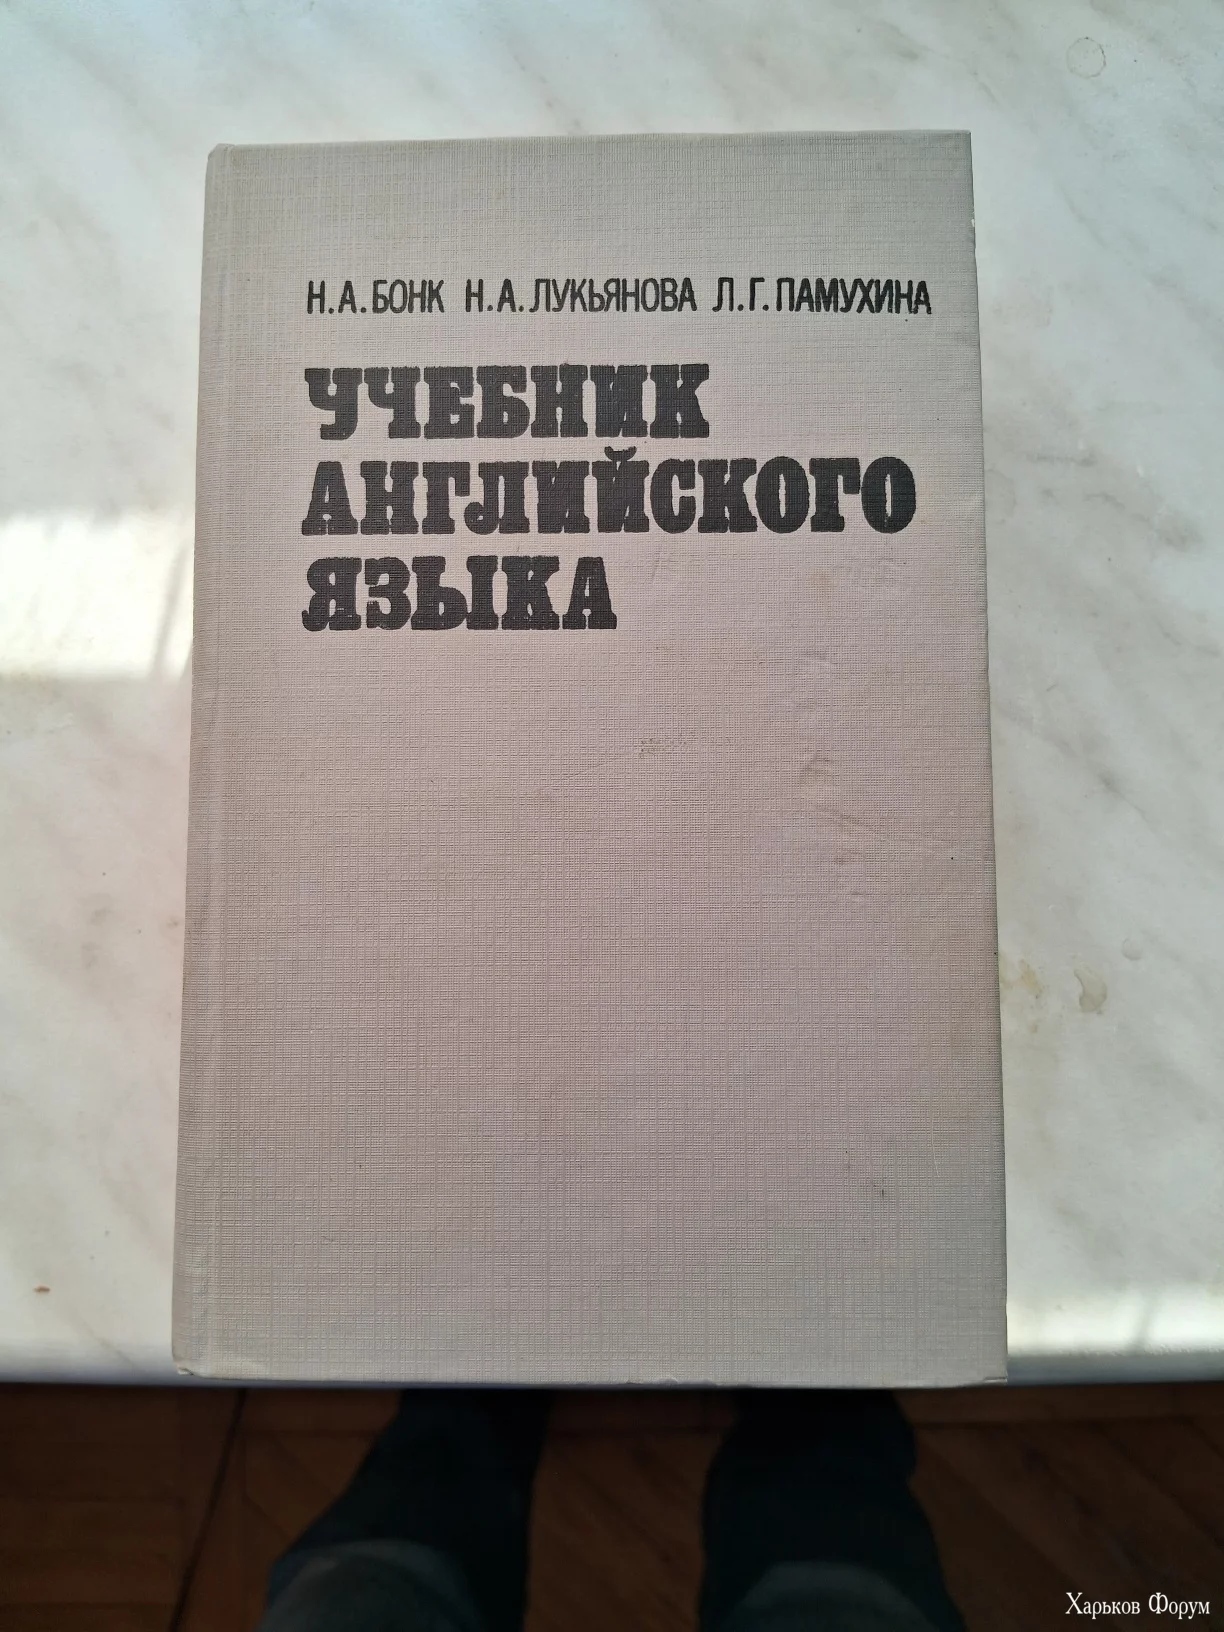 Н. А. БОНК Н. А. ЛУКЬЯНОВА Л. Г. ПАМУХИНА
УЧЕБНИК
АНГЛИЙСКОГО
ЯЗЫКА
Харьков Форум